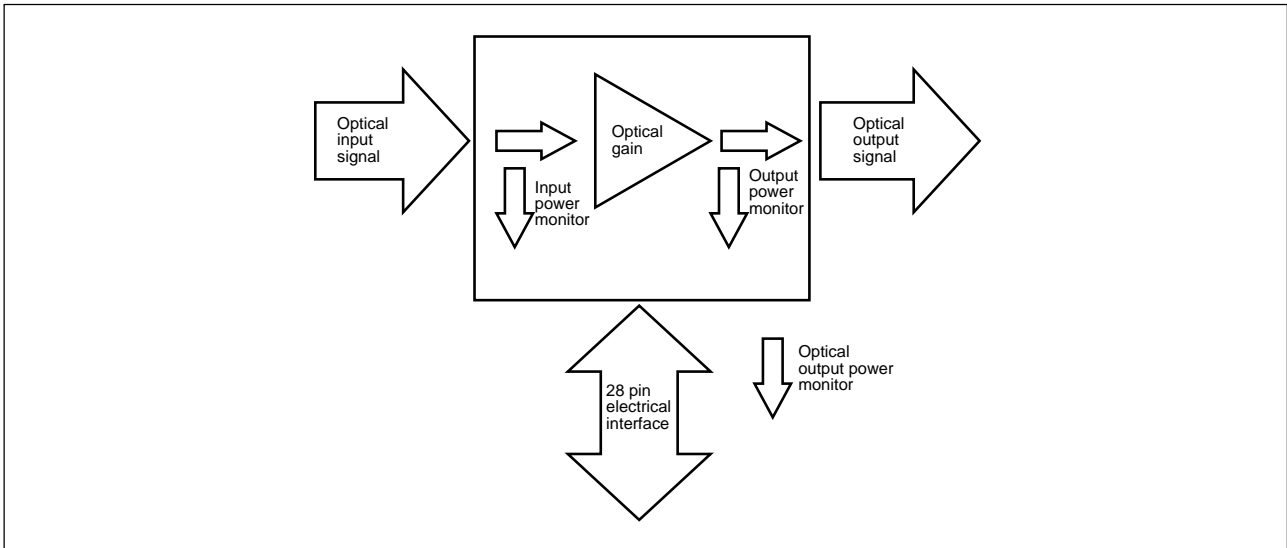 Optical
input
signal
Input
power
monitor
Optical
gain
Output
power
monitor
Optical
output
signal
28 pin
electrical
interface
Optical
output power
monitor